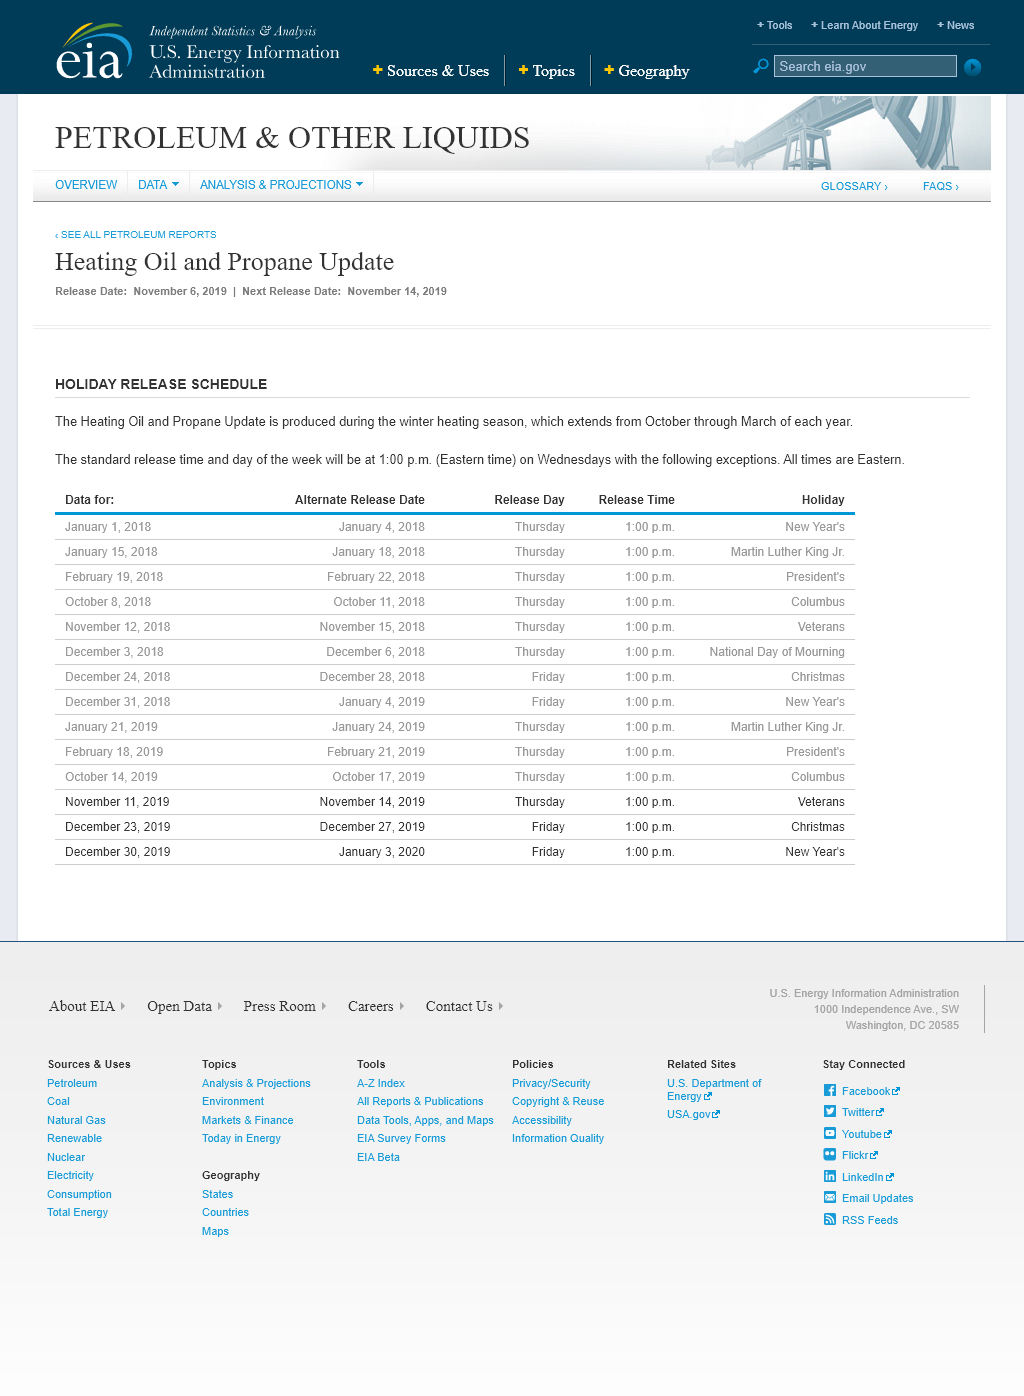 Tools
Learn About Energy
News
eia
Independent Statistics & Analysis
U.S. Energy Information
Administration
Sources & Uses
Topics
Geography
Search eia.gov
PETROLEUM & OTHER LIQUIDS
OVERVIEW
DATA
ANALYSIS & PROJECTIONS
GLOSSARY ›
FAQS ›
‹ SEE ALL PETROLEUM REPORTS
Heating Oil and Propane Update
Release Date: November 6, 2019 | Next Release Date: November 14, 2019
HOLIDAY RELEASE SCHEDULE
The Heating Oil and Propane Update is produced during the winter heating season, which extends from October through March of each year.
The standard release time and day of the week will be at 1:00 p.m. (Eastern time) on Wednesdays with the following exceptions. All times are Eastern.
Data for: Alternate Release Date Release Day Release Time Holiday
January 1, 2018 January 4, 2018 Thursday 1:00 p.m. New Year's
January 15, 2018 January 18, 2018 Thursday 1:00 p.m. Martin Luther King Jr.
February 19, 2018 February 22, 2018 Thursday 1:00 p.m. President's
October 8, 2018 October 11, 2018 Thursday 1:00 p.m. Columbus
November 12, 2018 November 15, 2018 Thursday 1:00 p.m. Veterans
December 3, 2018 December 6, 2018 Thursday 1:00 p.m. National Day of Mourning
December 24, 2018 December 28, 2018 Friday 1:00 p.m. Christmas
December 31, 2018 January 4, 2019 Friday 1:00 p.m. New Year's
January 21, 2019 January 24, 2019 Thursday 1:00 p.m. Martin Luther King Jr.
February 18, 2019 February 21, 2019 Thursday 1:00 p.m. President's
October 14, 2019 October 17, 2019 Thursday 1:00 p.m. Columbus
November 11, 2019 November 14, 2019 Thursday 1:00 p.m. Veterans
December 23, 2019 December 27, 2019 Friday 1:00 p.m. Christmas
December 30, 2019 January 3, 2020 Friday 1:00 p.m. New Year's
About EIA
Open Data
Press Room
Careers
Contact Us
U.S. Energy Information Administration
1000 Independence Ave., SW
Washington, DC 20585
Sources & Uses
Petroleum
Coal
Natural Gas
Renewable
Nuclear
Electricity
Consumption
Total Energy
Topics
Analysis & Projections
Environment
Markets & Finance
Today in Energy
Geography
States
Countries
Maps
Tools
A-Z Index
All Reports & Publications
Data Tools, Apps, and Maps
EIA Survey Forms
EIA Beta
Policies
Privacy/Security
Copyright & Reuse
Accessibility
Information Quality
Related Sites
U.S. Department of
Energy
USA.gov
Stay Connected
Facebook
Twitter
Youtube
Flickr
LinkedIn
Email Updates
RSS Feeds